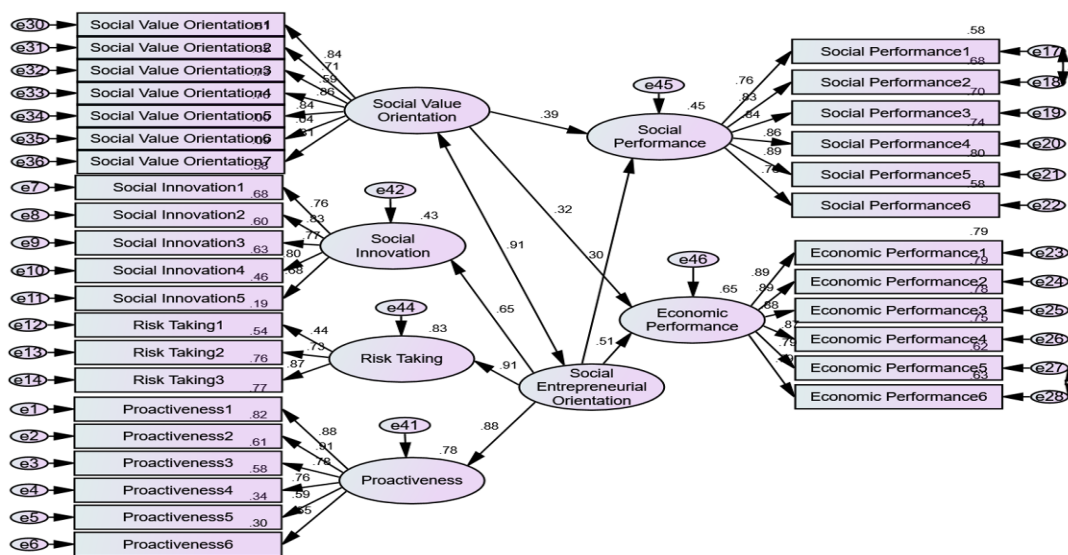 e30
Social Value Orientation1
e31
Social Value Orientation2
e32
Social Value Orientation3
e33
Social Value Orientation4
e34
Social Value Orientation5
e35
Social Value Orientation6
e36
Social Value Orientation7
e7
Social Innovation1
.68
e8
Social Innovation2
.60
e9
Social Innovation3
.63
e10
Social Innovation4
.46
e11
Social Innovation5
.19
e12
Risk Taking1
.54
e13
Risk Taking2
.76
e14
Risk Taking3
.77
e1
Proactiveness1
.82
e2
Proactiveness2
.61
e3
Proactiveness3
.58
e4
Proactiveness4
.34
e5
Proactiveness5
.30
e6
Proactiveness6
.84
.71
.59
.86
.84
Social Value
Orientation
.76
.83
.77
.80
.68
e42
.43
Social
Innovation
.44
.73
.87
e44
.83
Risk Taking
.88
.91
.78
.76
.59
e41
.78
Proactiveness
.39
.32
.91
.30
.65
.91
.51
.88
Social
Entrepreneurial
Orientation
e45
.45
Social
Performance
e46
.65
Economic
Performance
.76
.83
.84
.86
.89
.58
Social Performance1
e17
.68
Social Performance2
e18
.70
Social Performance3
e19
.74
Social Performance4
e20
.80
Social Performance5
e21
.58
Social Performance6
e22
.89
.89
.88
.87
.79
.79
Economic Performance1
e23
.79
Economic Performance2
e24
.78
Economic Performance3
e25
.75
Economic Performance4
e26
.62
Economic Performance5
e27
.63
Economic Performance6
e28